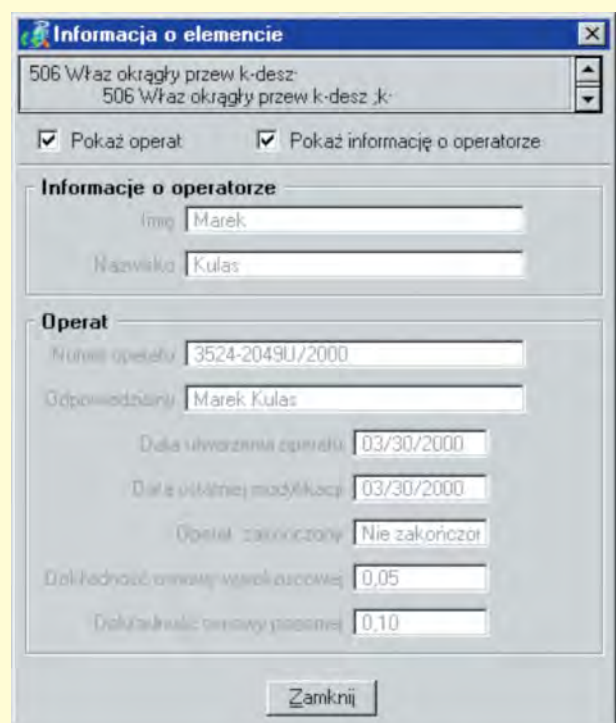 Informacja o elemencie
506 Właz okrągły przew k-desz
506 Właz okrągły przew k-desz ;k
Pokaż operat Pokaż informację o operatorze
Informacje o operatorze
Imię Marek
Nazwisko Kulas
Operat
Numer operatu 3524-2049U/2000
Odpowiedzialny Marek Kulas
Data utworzenia operatu 03/30/2000
Data ostatniej modyfikacji 03/30/2000
Operat zakończony Nie zakończor
Dokładność osnowy wysokościowej 0,05
Dokładność osnowy poziomej 0,10
Zamknij